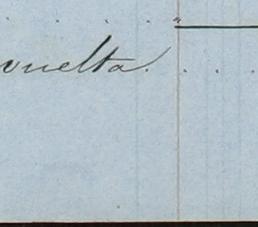 vuelta. . . .